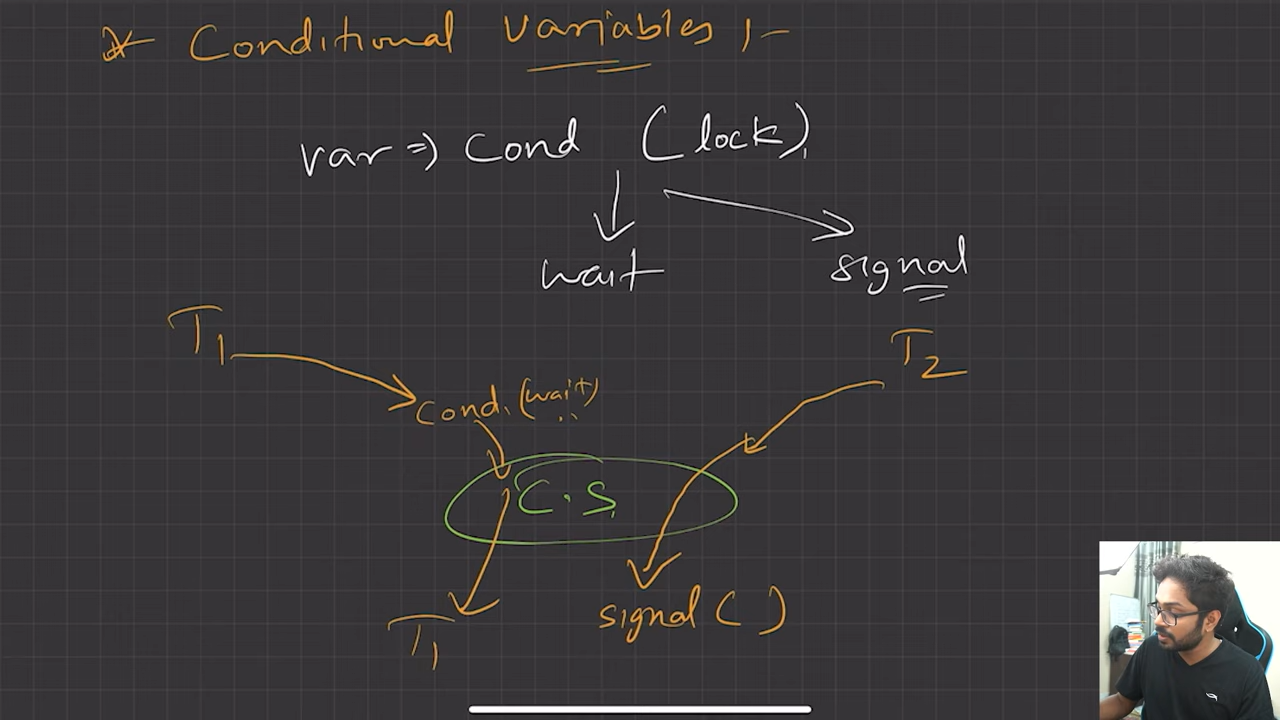 * Conditional Variables :-
var => Cond (lock)
wait signal
T1 T2
Cond. (wait)
C.S.
signal ( )
T1